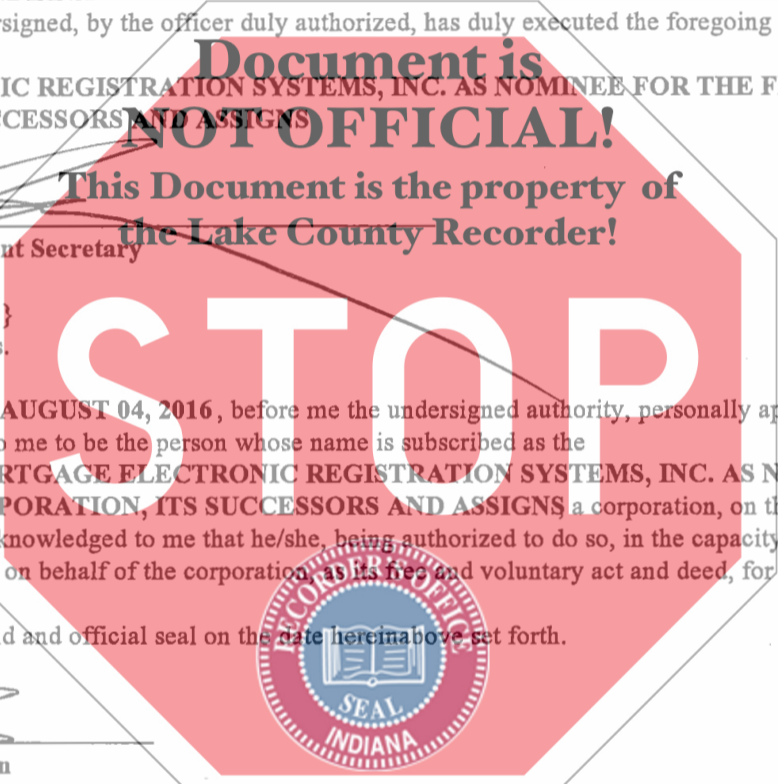 rsigned, by the officer duly authorized, has duly executed the foregoing
Document is
IC REGISTRATION SYSTEMS, INC. AS NOMINEE FOR THE F
CCESSORS AND ASSIGNS
NOT OFFICIAL!
This Document is the property of
the Lake County Recorder!
nt Secretary
}
s.
STOP
AUGUST 04, 2016, before me the undersigned authority, personally ap
o me to be the person whose name is subscribed as the
RTGAGE ELECTRONIC REGISTRATION SYSTEMS, INC. AS N
PORATION, ITS SUCCESSORS AND ASSIGNS, a corporation, on th
knowledged to me that he/she, being authorized to do so, in the capacity
on behalf of the corporation, as its free and voluntary act and deed, for
RECORDER'S OFFICE
d and official seal on the date hereinabove set forth.
SEAL
INDIANA
n